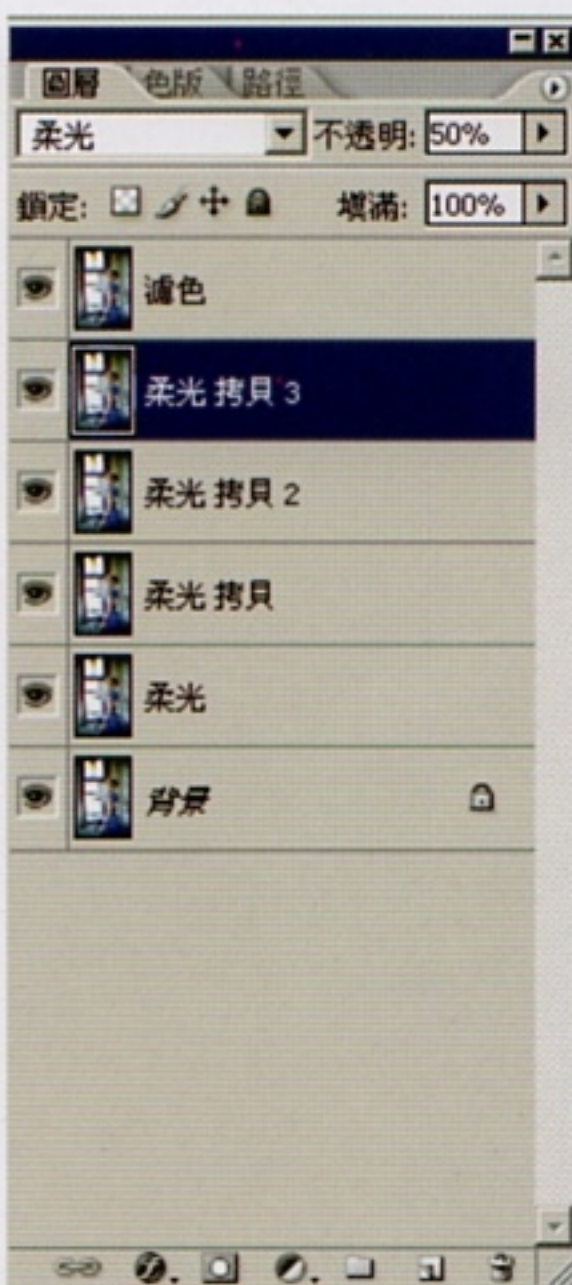 圖層 色版 路徑
柔光 不透明: 50%
鎖定: 填滿: 100%
濾色
柔光 拷貝 3
柔光 拷貝 2
柔光 拷貝
柔光
背景